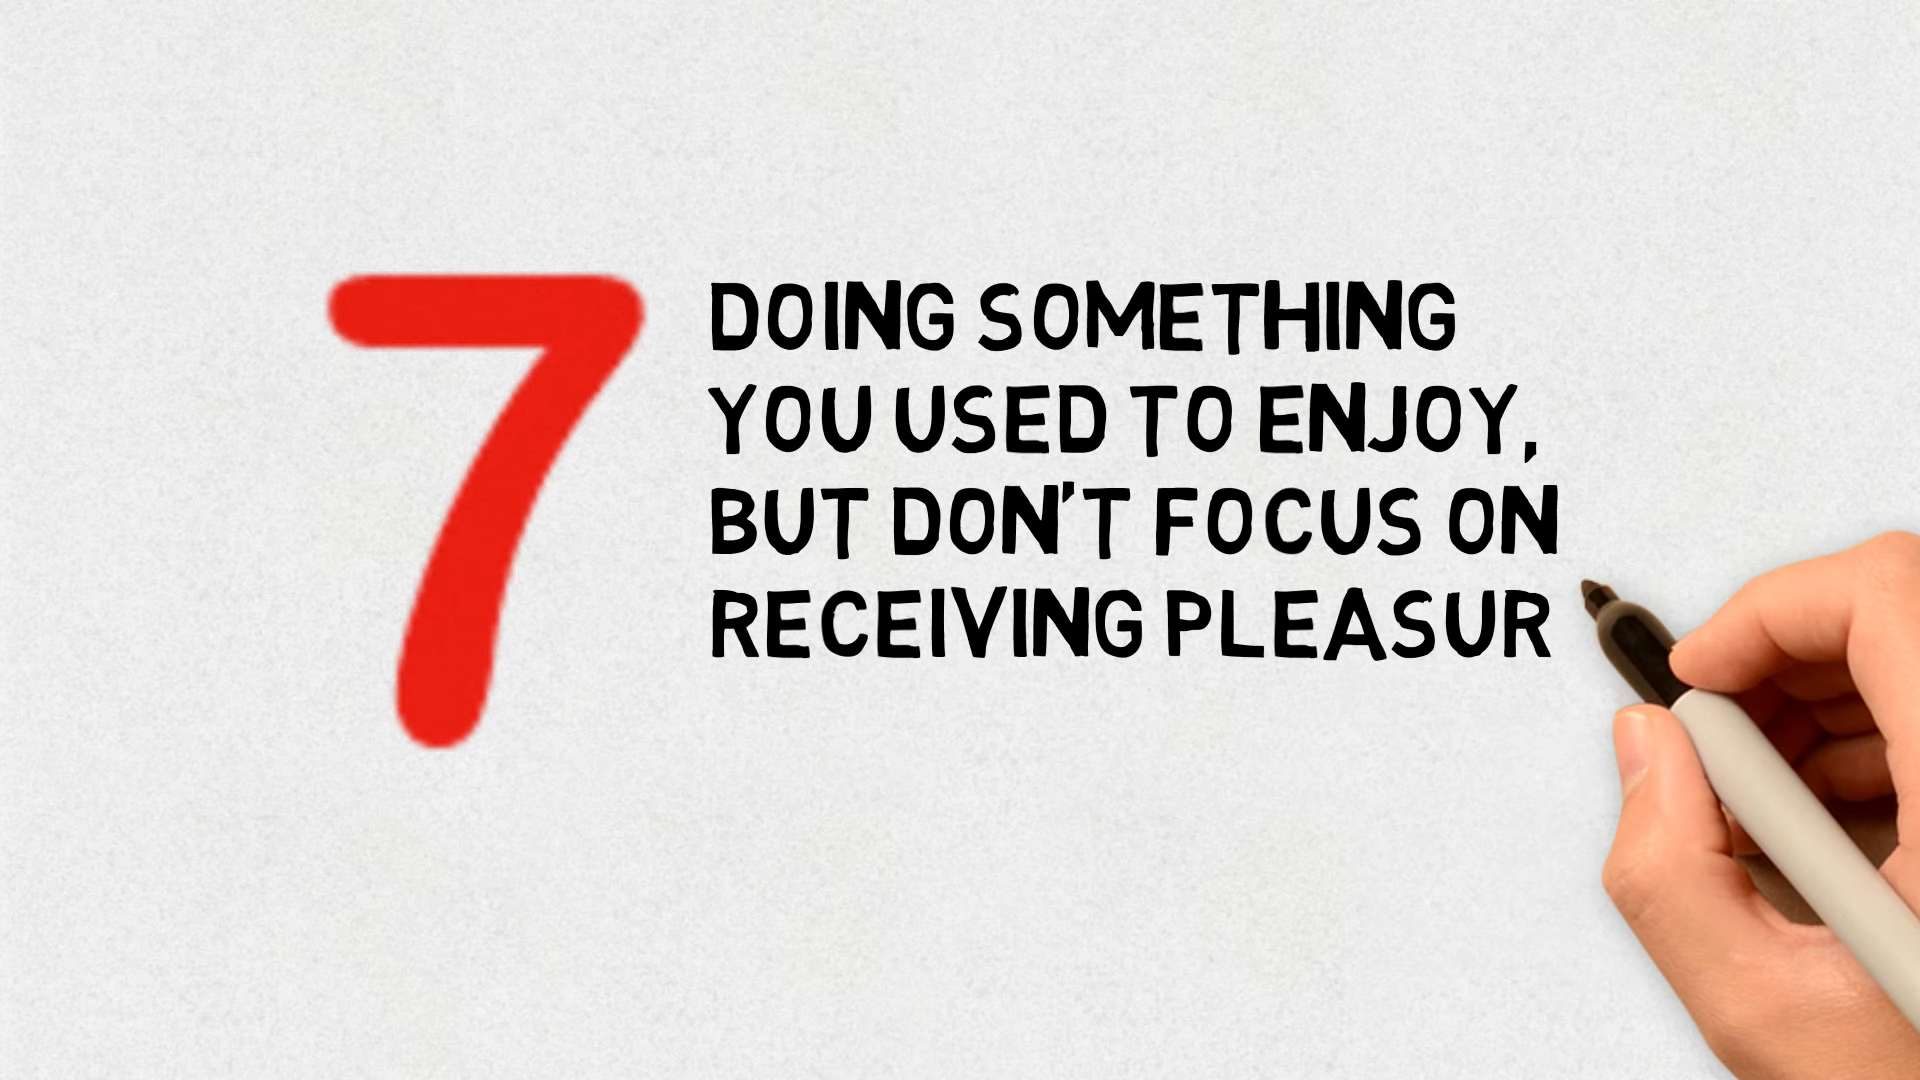 7
DOING SOMETHING
YOU USED TO ENJOY,
BUT DON'T FOCUS ON
RECEIVING PLEASUR